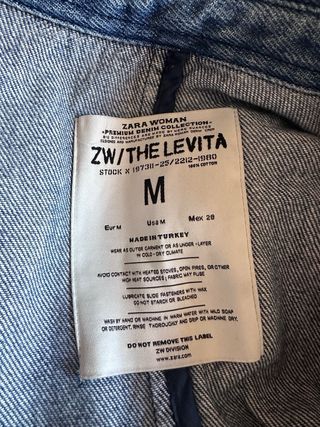 ZARA WOMAN
-PREMIUM DENIM COLLECTION-
ZW/THE LEVITA
STOCK X 19731-25/2212-1980
100% COTTON
M
Eur M Usa M Mex 28
MADE IN TURKEY
WEAR AS OUTER GARMENT OR AS UNDER-LAYER
IN COLD-DRY CLIMATE
AVOID CONTACT WITH HEATED STOVES, OPEN FIRES, OR OTHER
HIGH HEAT SOURCES; FABRIC MAY FUSE
LUBRICATE SLIDE FASTENERS WITH WAX
DO NOT STARCH OR BLEACHED
WASH BY HAND OR MACHINE IN WARM WATER WITH MILD SOAP
OR DETERGENT, RINSE THOROUGHLY AND DRIP OR MACHINE DRY.
DO NOT REMOVE THIS LABEL
ZW DIVISION
www.zara.com